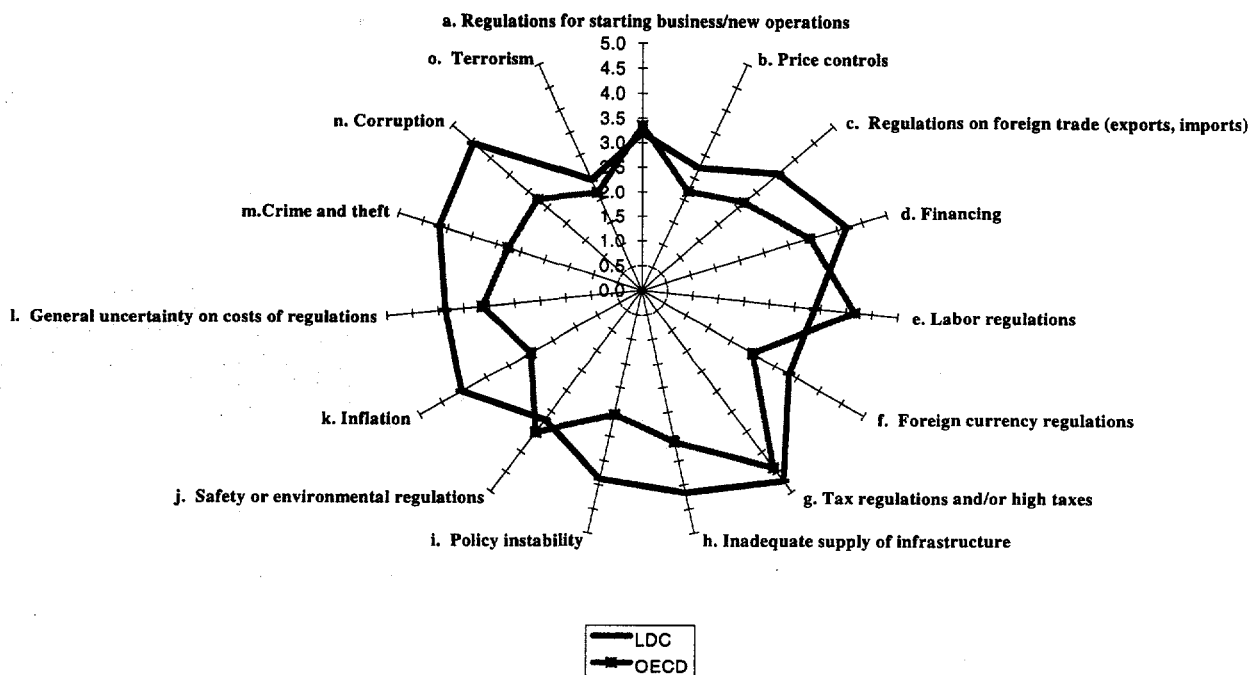 a. Regulations for starting business/new operations
5.0
4.5
4.0
3.5
3.0
2.5
2.0
1.5
1.0
0.5
0.0
b. Price controls
c. Regulations on foreign trade (exports, imports)
d. Financing
e. Labor regulations
f. Foreign currency regulations
g. Tax regulations and/or high taxes
h. Inadequate supply of infrastructure
i. Policy instability
j. Safety or environmental regulations
k. Inflation
l. General uncertainty on costs of regulations
m.Crime and theft
n. Corruption
o. Terrorism
LDC
OECD